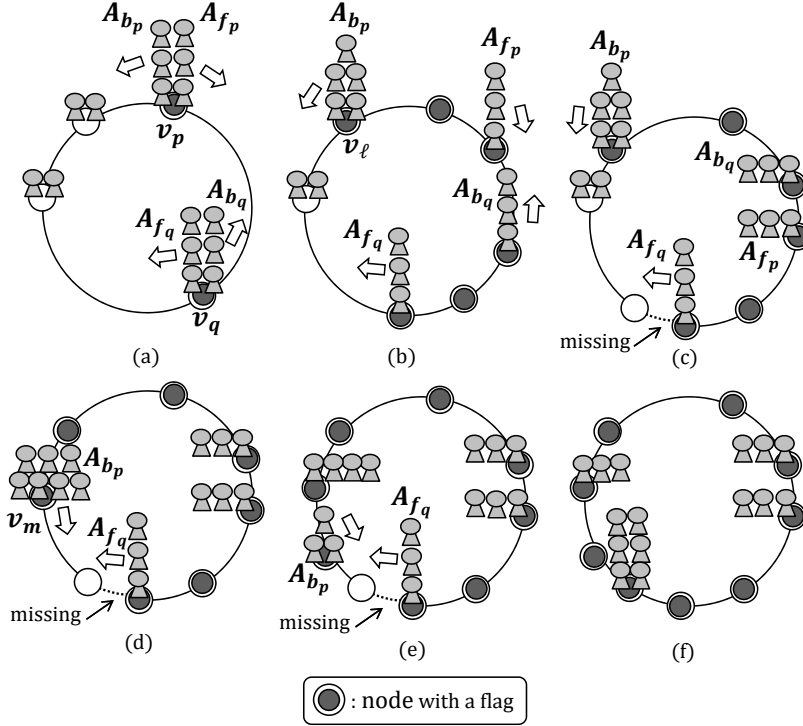 A_{b_p} A_{f_p}
v_p
A_{b_q}
A_{f_q}
v_q
(a)
A_{b_p}
A_{f_p}
v_ℓ
A_{b_q}
A_{f_q}
(b)
A_{b_p}
A_{b_q}
A_{f_q}
A_{f_p}
missing
(c)
A_{b_p}
v_m
A_{f_q}
missing
(d)
A_{f_q}
A_{b_p}
missing
(e)
(f)
: node with a flag